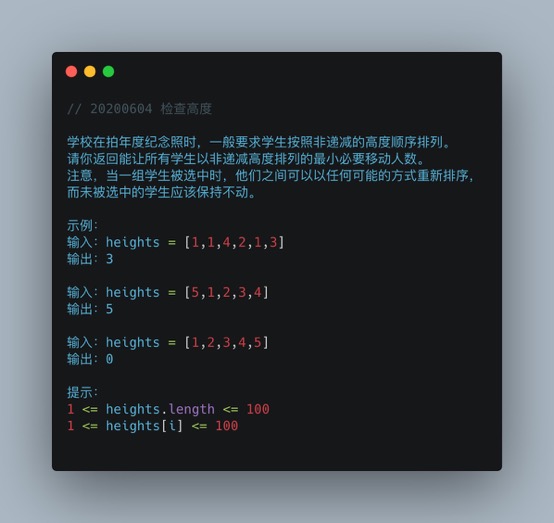 // 20200604 检查高度
学校在拍年度纪念照时，一般要求学生按照非递减的高度顺序排列。
请你返回能让所有学生以非递减高度排列的最小必要移动人数。
注意，当一组学生被选中时，他们之间可以以任何可能的方式重新排序，
而未被选中的学生应该保持不动。
示例：
输入：heights = [1,1,4,2,1,3]
输出：3
输入：heights = [5,1,2,3,4]
输出：5
输入：heights = [1,2,3,4,5]
输出：0
提示：
1 <= heights.length <= 100
1 <= heights[i] <= 100